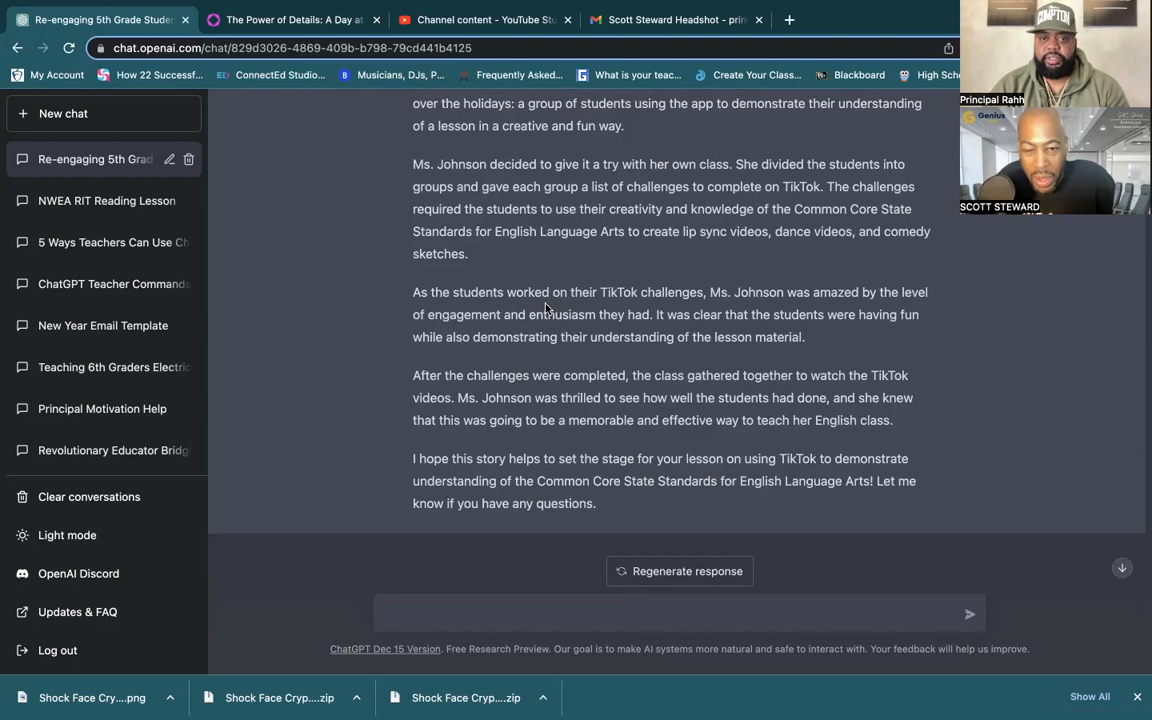 Re-engaging 5th Grade Studen
The Power of Details: A Day at
Channel content - YouTube Stu
Scott Steward Headshot - prin
chat.openai.com/chat/829d3026-4869-409b-b798-79cd441b4125
My Account
How 22 Successf...
ED ConnectEd Studio...
Musicians, DJs, P...
Frequently Asked...
What is your teac...
Create Your Class...
Blackboard
High Sch
COMPTON
Principal Rahh
Genius
SCOTT STEWARD
New chat
Re-engaging 5th Grad
NWEA RIT Reading Lesson
5 Ways Teachers Can Use Ch
ChatGPT Teacher Commands
New Year Email Template
Teaching 6th Graders Electric
Principal Motivation Help
Revolutionary Educator Bridg
Clear conversations
Light mode
OpenAI Discord
Updates & FAQ
Log out
over the holidays: a group of students using the app to demonstrate their understanding
of a lesson in a creative and fun way.
Ms. Johnson decided to give it a try with her own class. She divided the students into
groups and gave each group a list of challenges to complete on TikTok. The challenges
required the students to use their creativity and knowledge of the Common Core State
Standards for English Language Arts to create lip sync videos, dance videos, and comedy
sketches.
As the students worked on their TikTok challenges, Ms. Johnson was amazed by the level
of engagement and enthusiasm they had. It was clear that the students were having fun
while also demonstrating their understanding of the lesson material.
After the challenges were completed, the class gathered together to watch the TikTok
videos. Ms. Johnson was thrilled to see how well the students had done, and she knew
that this was going to be a memorable and effective way to teach her English class.
I hope this story helps to set the stage for your lesson on using TikTok to demonstrate
understanding of the Common Core State Standards for English Language Arts! Let me
know if you have any questions.
Regenerate response
ChatGPT Dec 15 Version. Free Research Preview. Our goal is to make AI systems more natural and safe to interact with. Your feedback will help us improve.
Shock Face Cryp....png
Shock Face Cryp....zip
Shock Face Cryp....zip
Show All